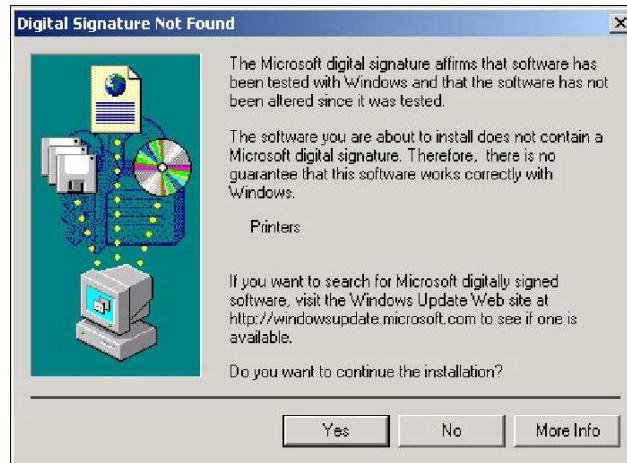 Digital Signature Not Found
The Microsoft digital signature affirms that software has
been tested with Windows and that the software has not
been altered since it was tested.
The software you are about to install does not contain a
Microsoft digital signature. Therefore, there is no
guarantee that this software works correctly with
Windows.
Printers
If you want to search for Microsoft digitally signed
software, visit the Windows Update Web site at
http://windowsupdate.microsoft.com to see if one is
available.
Do you want to continue the installation?
Yes
No
More Info